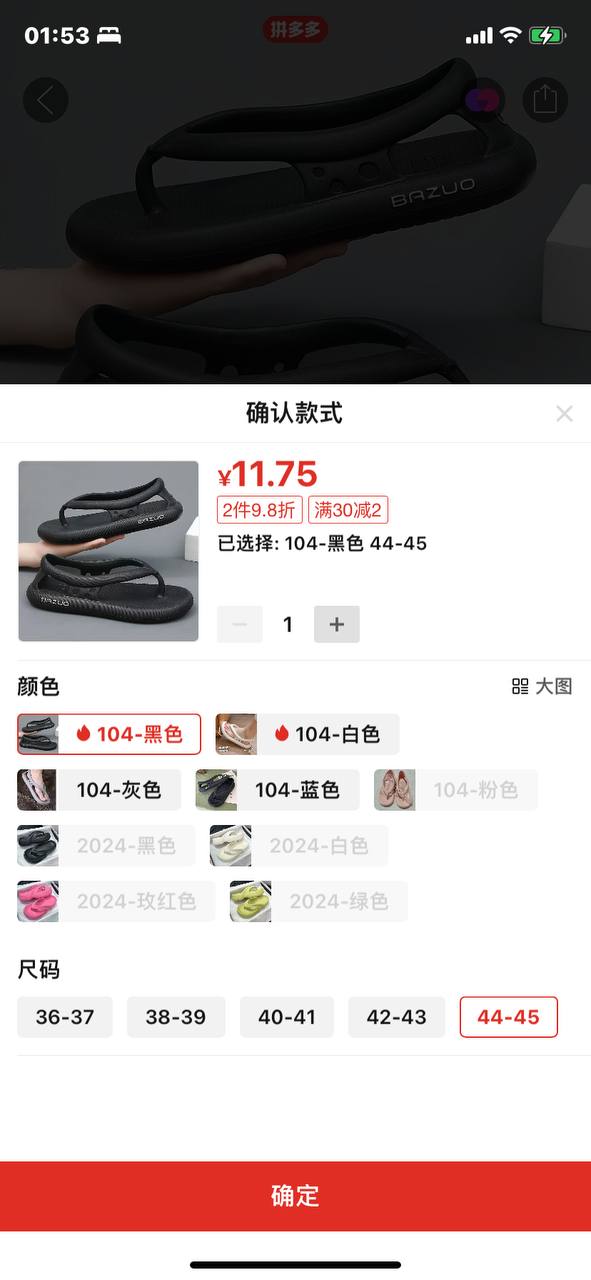 01:53
拼多多
BAZUO
确认款式
¥11.75
2件9.8折 满30减2
已选择: 104-黑色 44-45
BAZUO
BAZUO
1
颜色 大图
104-黑色 104-白色
104-灰色 104-蓝色 104-粉色
2024-黑色 2024-白色
2024-玫红色 2024-绿色
尺码
36-37 38-39 40-41 42-43 44-45
确定